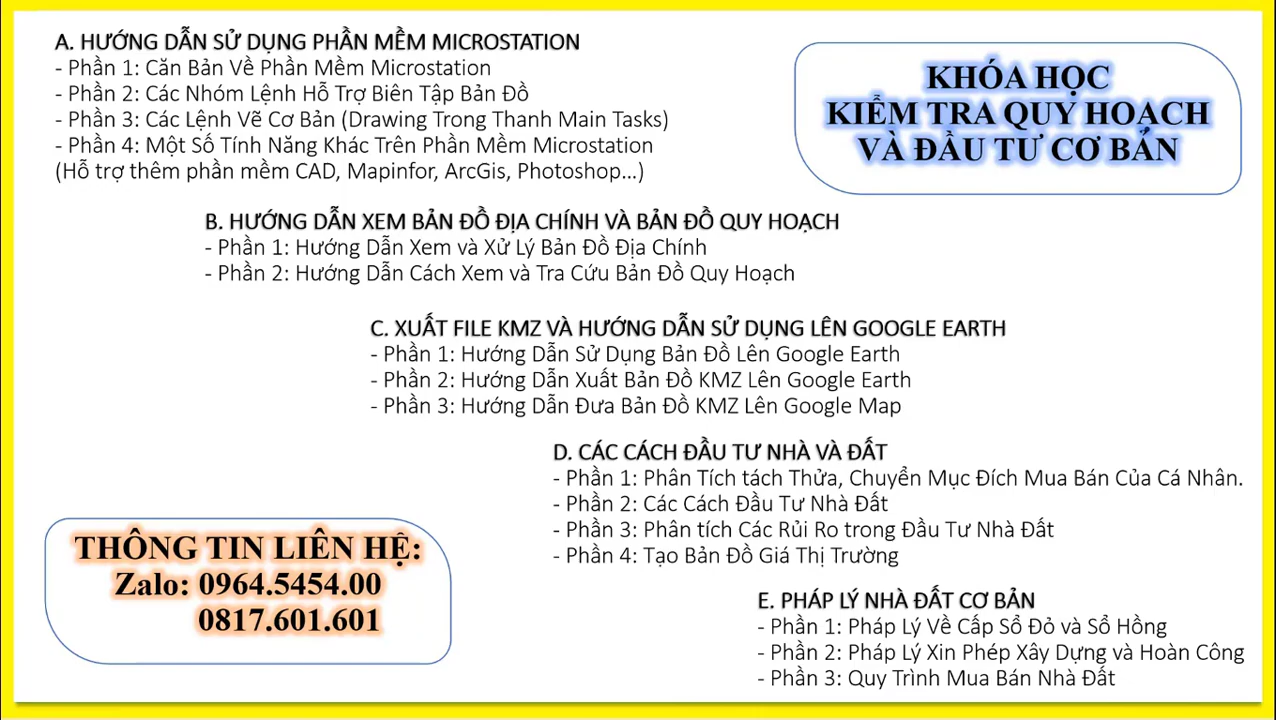 A. HƯỚNG DẪN SỬ DỤNG PHẦN MỀM MICROSTATION
- Phần 1: Căn Bản Về Phần Mềm Microstation
- Phần 2: Các Nhóm Lệnh Hỗ Trợ Biên Tập Bản Đồ
- Phần 3: Các Lệnh Vẽ Cơ Bản (Drawing Trong Thanh Main Tasks)
- Phần 4: Một Số Tính Năng Khác Trên Phần Mềm Microstation
(Hỗ trợ thêm phần mềm CAD, Mapinfor, ArcGis, Photoshop...)
KHÓA HỌC
KIỂM TRA QUY HOẠCH
VÀ ĐẦU TƯ CƠ BẢN
B. HƯỚNG DẪN XEM BẢN ĐỒ ĐỊA CHÍNH VÀ BẢN ĐỒ QUY HOẠCH
- Phần 1: Hướng Dẫn Xem và Xử Lý Bản Đồ Địa Chính
- Phần 2: Hướng Dẫn Cách Xem và Tra Cứu Bản Đồ Quy Hoạch
C. XUẤT FILE KMZ VÀ HƯỚNG DẪN SỬ DỤNG LÊN GOOGLE EARTH
- Phần 1: Hướng Dẫn Sử Dụng Bản Đồ Lên Google Earth
- Phần 2: Hướng Dẫn Xuất Bản Đồ KMZ Lên Google Earth
- Phần 3: Hướng Dẫn Đưa Bản Đồ KMZ Lên Google Map
D. CÁC CÁCH ĐẦU TƯ NHÀ VÀ ĐẤT
- Phần 1: Phân Tích tách Thửa, Chuyển Mục Đích Mua Bán Của Cá Nhân.
- Phần 2: Các Cách Đầu Tư Nhà Đất
- Phần 3: Phân tích Các Rủi Ro trong Đầu Tư Nhà Đất
- Phần 4: Tạo Bản Đồ Giá Thị Trường
THÔNG TIN LIÊN HỆ:
Zalo: 0964.5454.00
0817.601.601
E. PHÁP LÝ NHÀ ĐẤT CƠ BẢN
- Phần 1: Pháp Lý Về Cấp Sổ Đỏ và Sổ Hồng
- Phần 2: Pháp Lý Xin Phép Xây Dựng và Hoàn Công
- Phần 3: Quy Trình Mua Bán Nhà Đất